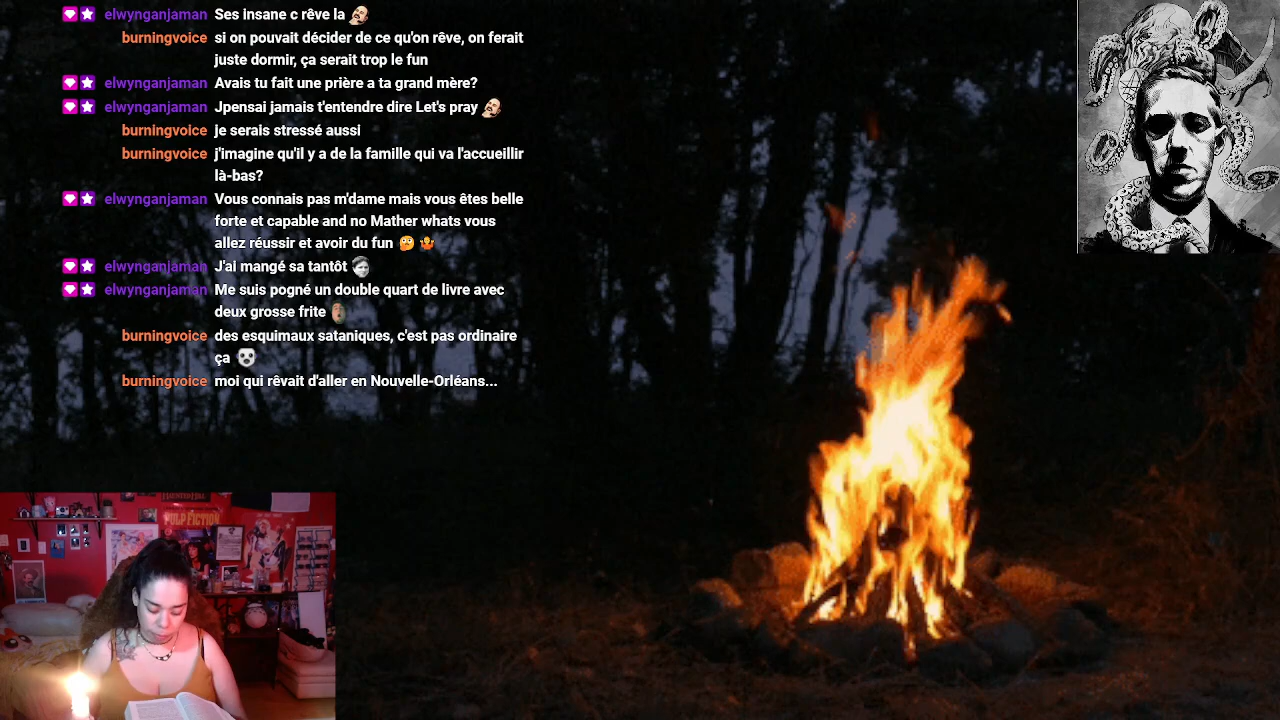 elwynganjaman Ses insane c rêve la
burningvoice si on pouvait décider de ce qu'on rêve, on ferait
juste dormir, ça serait trop le fun
elwynganjaman Avais tu fait une prière a ta grand mère?
elwynganjaman Jpensai jamais t'entendre dire Let's pray
burningvoice je serais stressé aussi
burningvoice j'imagine qu'il y a de la famille qui va l'accueillir
là-bas?
elwynganjaman Vous connais pas m'dame mais vous êtes belle
forte et capable and no Mather whats vous
allez réussir et avoir du fun
elwynganjaman J'ai mangé sa tantôt
elwynganjaman Me suis pogné un double quart de livre avec
deux grosse frite
burningvoice des esquimaux sataniques, c'est pas ordinaire
ça
burningvoice moi qui rêvait d'aller en Nouvelle-Orléans...
PULP FICTION